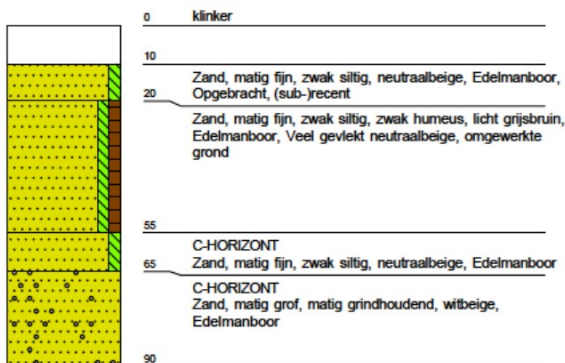 0 klinker
10
Zand, matig fijn, zwak siltig, neutraalbeige, Edelmanboor,
20 Opgebracht, (sub-)recent
Zand, matig fijn, zwak siltig, zwak humeus, licht grijsbruin,
Edelmanboor, Veel gevlekt neutraalbeige, omgewerkte
grond
55
C-HORIZONT
65 Zand, matig fijn, zwak siltig, neutraalbeige, Edelmanboor
C-HORIZONT
Zand, matig grof, matig grindhoudend, witbeige,
Edelmanboor
90